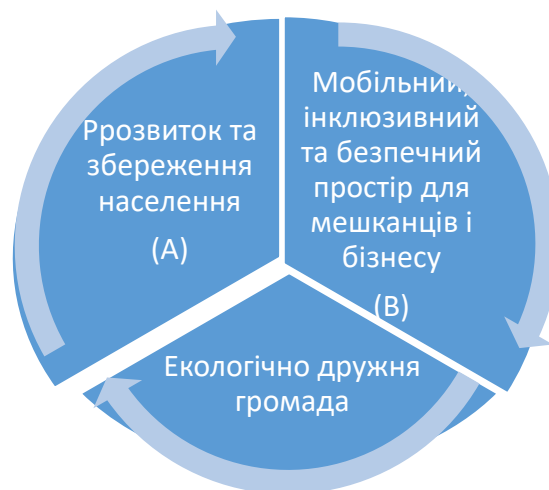 Ррозвиток та
збереження
населення
(А)
Мобільний,
інклюзивний
та безпечний
простір для
мешканців і
бізнесу
(В)
Екологічно дружня
громада